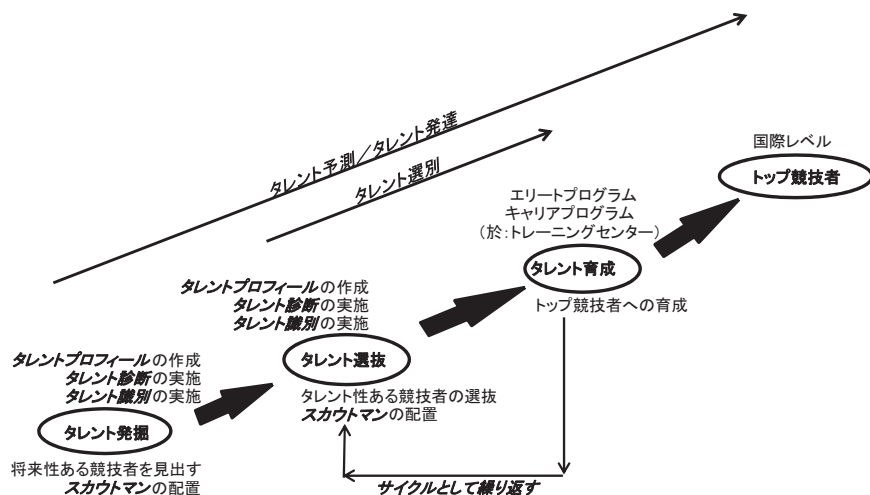 タレント予測／タレント発達
タレント選別
国際レベル
トップ競技者
エリートプログラム
キャリアプログラム
（於：トレーニングセンター）
タレント育成
トップ競技者への育成
タレントプロフィールの作成
タレント診断の実施
タレント識別の実施
タレント選抜
タレント性ある競技者の選抜
スカウトマンの配置
タレントプロフィールの作成
タレント診断の実施
タレント識別の実施
タレント発掘
将来性ある競技者を見出す
スカウトマンの配置
サイクルとして繰り返す